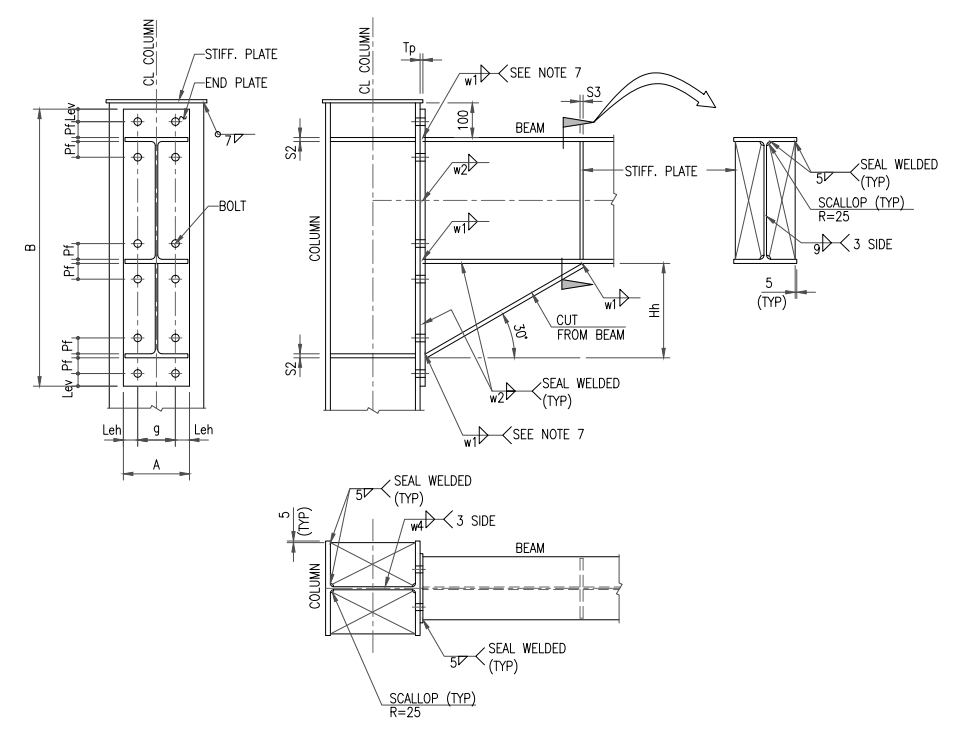 CL COLUMN
STIFF. PLATE
END PLATE
Lev
Pf
Pf
7
BOLT
B
Pf
Pf
Pf
Pf
Lev
Leh
g
Leh
A
CL COLUMN
Tp
w1
SEE NOTE 7
S3
100
BEAM
S2
w2
STIFF. PLATE
COLUMN
w1
Hh
w1
CUT
FROM BEAM
30°
S2
w2
SEAL WELDED
(TYP)
w1
SEE NOTE 7
5
SEAL WELDED
(TYP)
SCALLOP (TYP)
R=25
9
3 SIDE
5
(TYP)
5
SEAL WELDED
(TYP)
5
(TYP)
w4
3 SIDE
BEAM
COLUMN
5
SEAL WELDED
(TYP)
SCALLOP (TYP)
R=25